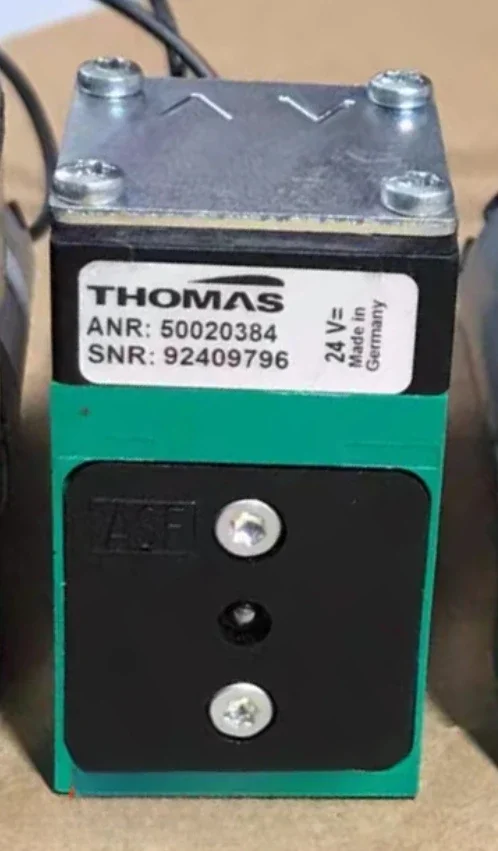 THOMAS
ANR: 50020384
SNR: 92409796
24 V=
Made in
Germany
ASF